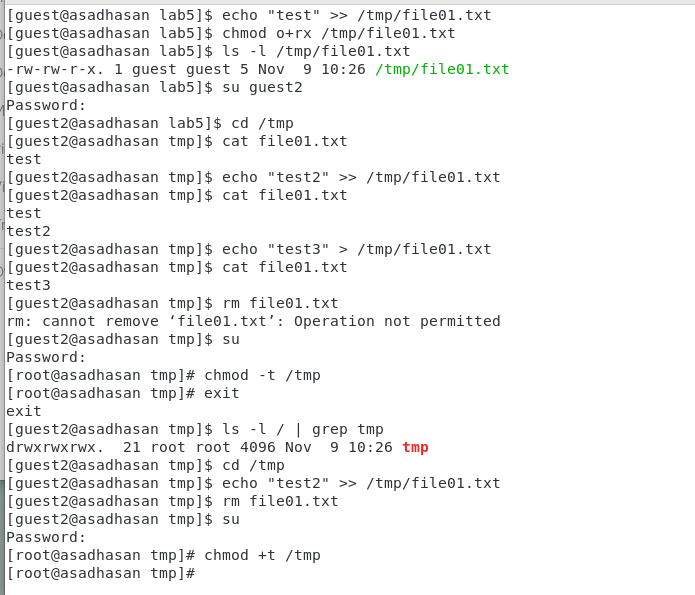 [guest@asadhasan lab5]$ echo "test" >> /tmp/file01.txt
[guest@asadhasan lab5]$ chmod o+rx /tmp/file01.txt
[guest@asadhasan lab5]$ ls -l /tmp/file01.txt
-rw-rw-r-x. 1 guest guest 5 Nov  9 10:26 /tmp/file01.txt
[guest@asadhasan lab5]$ su guest2
Password:
[guest2@asadhasan lab5]$ cd /tmp
[guest2@asadhasan tmp]$ cat file01.txt
test
[guest2@asadhasan tmp]$ echo "test2" >> /tmp/file01.txt
[guest2@asadhasan tmp]$ cat file01.txt
test
test2
[guest2@asadhasan tmp]$ echo "test3" > /tmp/file01.txt
[guest2@asadhasan tmp]$ cat file01.txt
test3
[guest2@asadhasan tmp]$ rm file01.txt
rm: cannot remove ‘file01.txt’: Operation not permitted
[guest2@asadhasan tmp]$ su
Password:
[root@asadhasan tmp]# chmod -t /tmp
[root@asadhasan tmp]# exit
exit
[guest2@asadhasan tmp]$ ls -l / | grep tmp
drwxrwxrwx.  21 root root 4096 Nov  9 10:26 tmp
[guest2@asadhasan tmp]$ cd /tmp
[guest2@asadhasan tmp]$ echo "test2" >> /tmp/file01.txt
[guest2@asadhasan tmp]$ rm file01.txt
[guest2@asadhasan tmp]$ su
Password:
[root@asadhasan tmp]# chmod +t /tmp
[root@asadhasan tmp]#